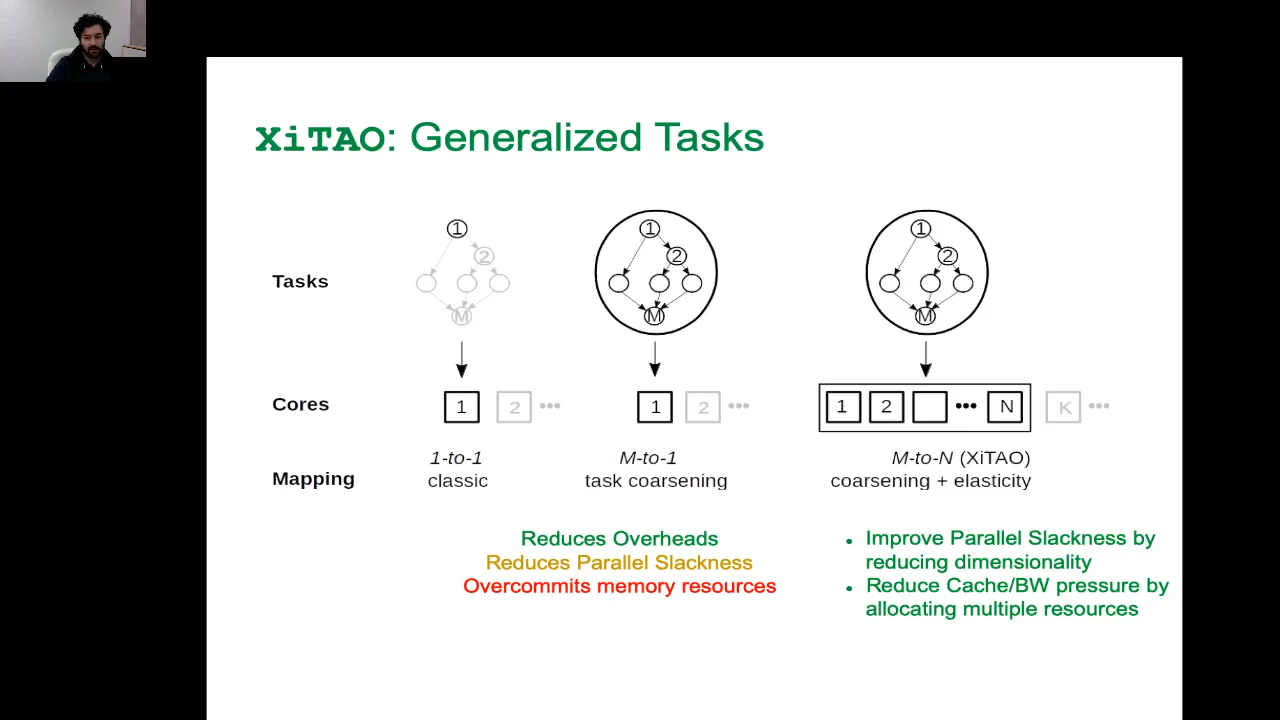 XiTAO: Generalized Tasks
Tasks
1
2
M
1
2
M
1
2
M
Cores
1 2 •••
1 2 •••
1 2 ••• N K •••
Mapping
1-to-1
classic
M-to-1
task coarsening
M-to-N (XiTAO)
coarsening + elasticity
Reduces Overheads
Reduces Parallel Slackness
Overcommits memory resources
• Improve Parallel Slackness by
reducing dimensionality
• Reduce Cache/BW pressure by
allocating multiple resources